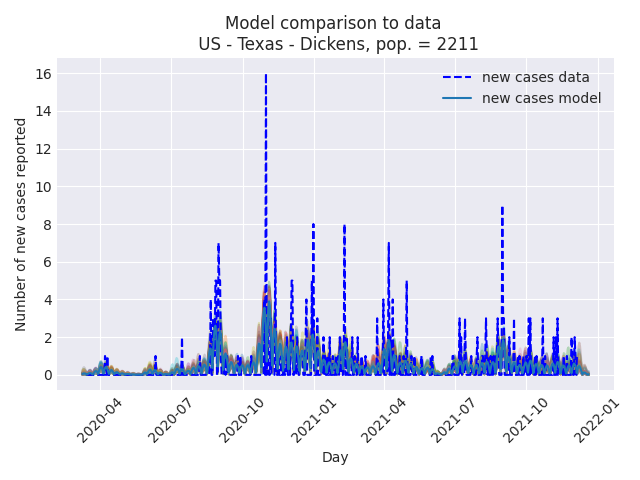 Model comparison to data
US - Texas - Dickens, pop. = 2211
new cases data
new cases model
Number of new cases reported
16
14
12
10
8
6
4
2
0
2020-04
2020-07
2020-10
2021-01
2021-04
2021-07
2021-10
2022-01
Day